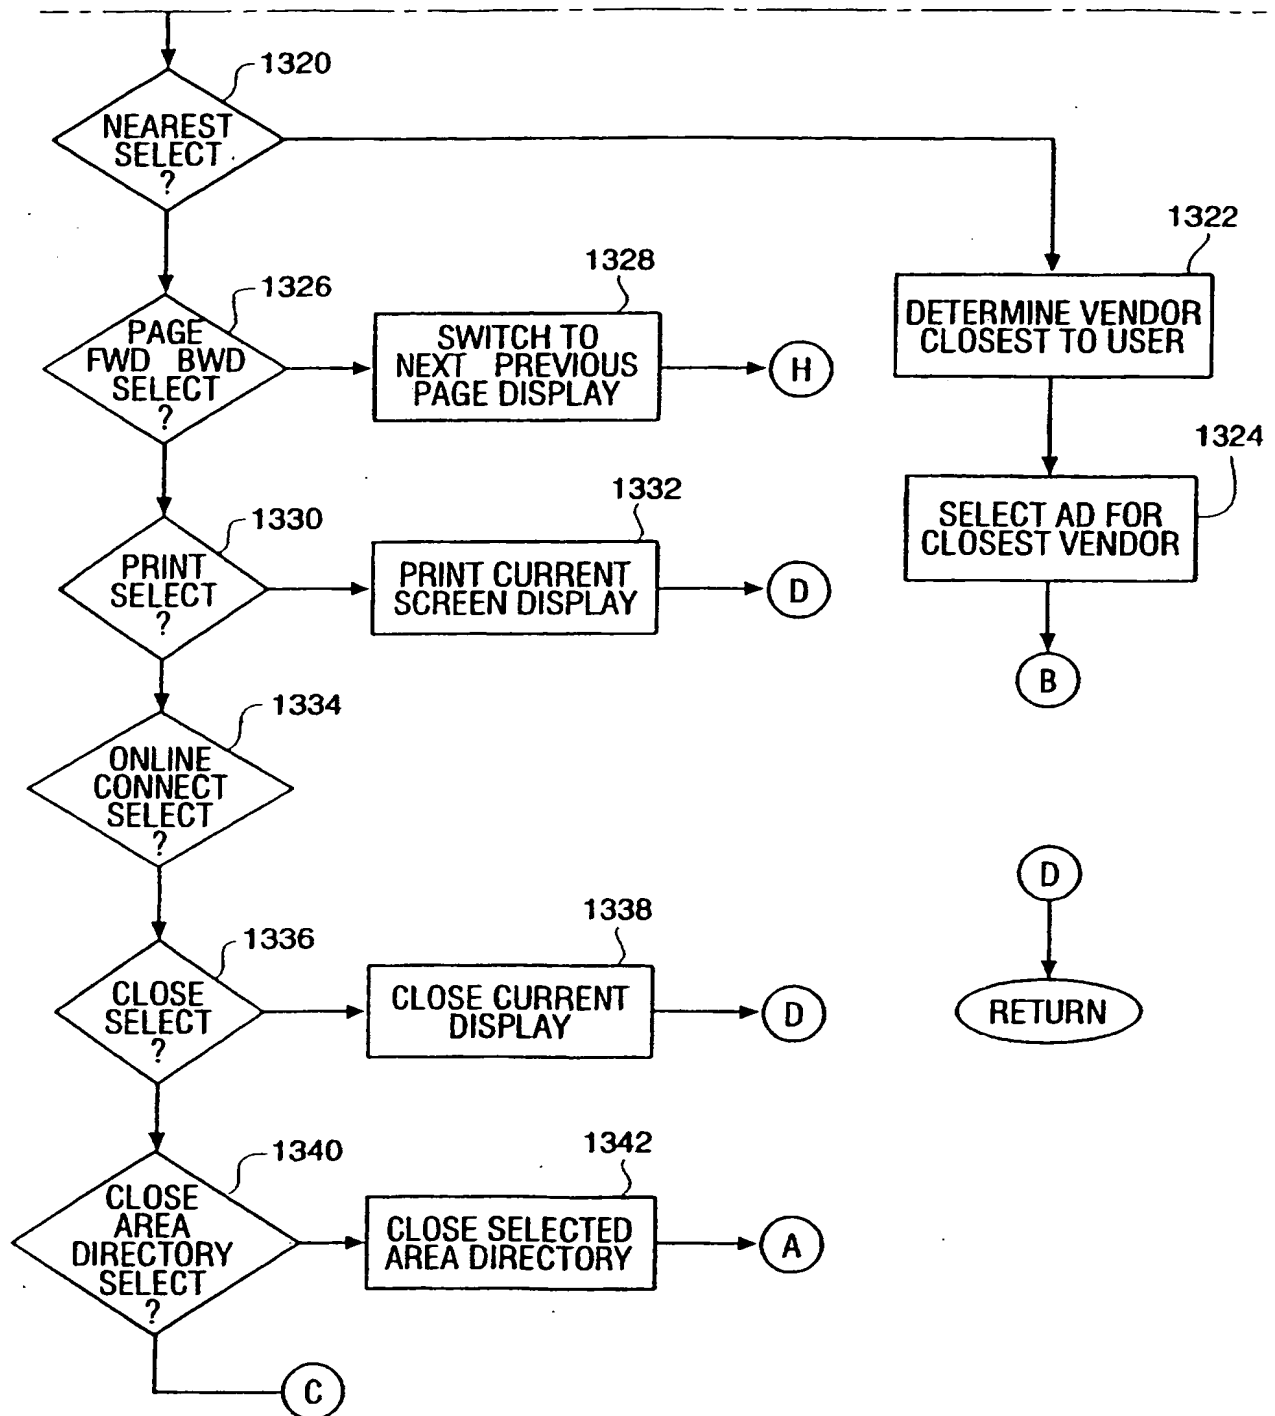 1320
NEAREST
SELECT
?
1322
DETERMINE VENDOR
CLOSEST TO USER
1326
PAGE
FWD BWD
SELECT
?
1328
SWITCH TO
NEXT PREVIOUS
PAGE DISPLAY
H
1324
SELECT AD FOR
CLOSEST VENDOR
B
1330
PRINT
SELECT
?
1332
PRINT CURRENT
SCREEN DISPLAY
D
1334
ONLINE
CONNECT
SELECT
?
D
RETURN
1336
CLOSE
SELECT
?
1338
CLOSE CURRENT
DISPLAY
D
1340
CLOSE
AREA
DIRECTORY
SELECT
?
1342
CLOSE SELECTED
AREA DIRECTORY
A
C